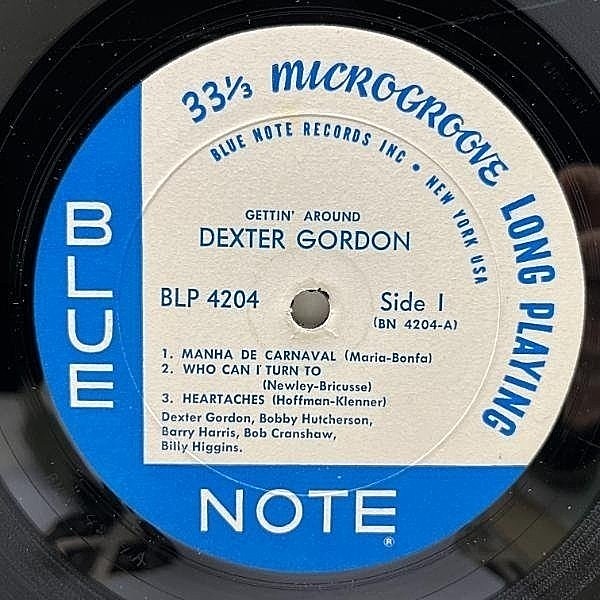 33⅓ MICROGROOVE LONG PLAYING
BLUE NOTE RECORDS INC • NEW YORK USA
GETTIN' AROUND
DEXTER GORDON
BLP 4204
Side 1
(BN 4204-A)
1. MANHA DE CARNAVAL (Maria-Bonfa)
2. WHO CAN I TURN TO
(Newley-Bricusse)
3. HEARTACHES (Hoffman-Klenner)
Dexter Gordon, Bobby Hutcherson,
Barry Harris, Bob Cranshaw,
Billy Higgins.
BLUE
NOTE®